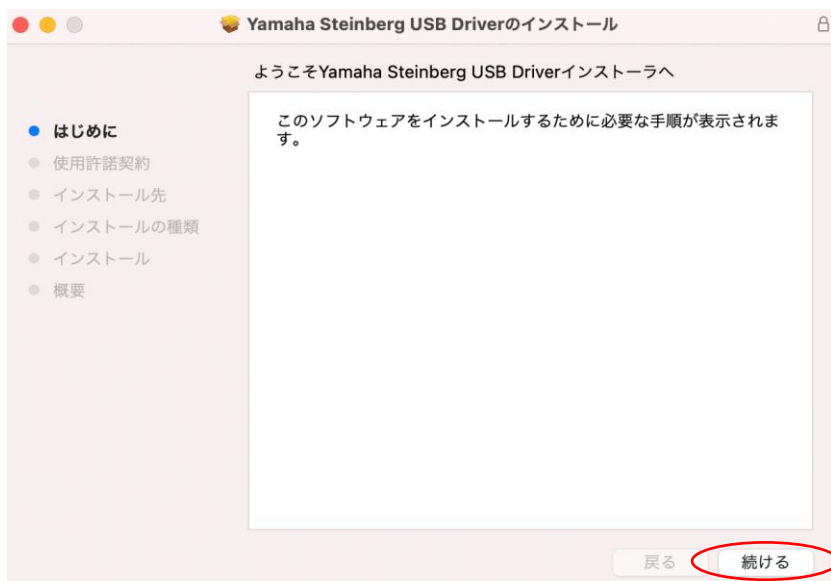 Yamaha Steinberg USB Driverのインストール
ようこそYamaha Steinberg USB Driverインストーラへ
はじめに
使用許諾契約
インストール先
インストールの種類
インストール
概要
このソフトウェアをインストールするために必要な手順が表示されま
す。
戻る
続ける